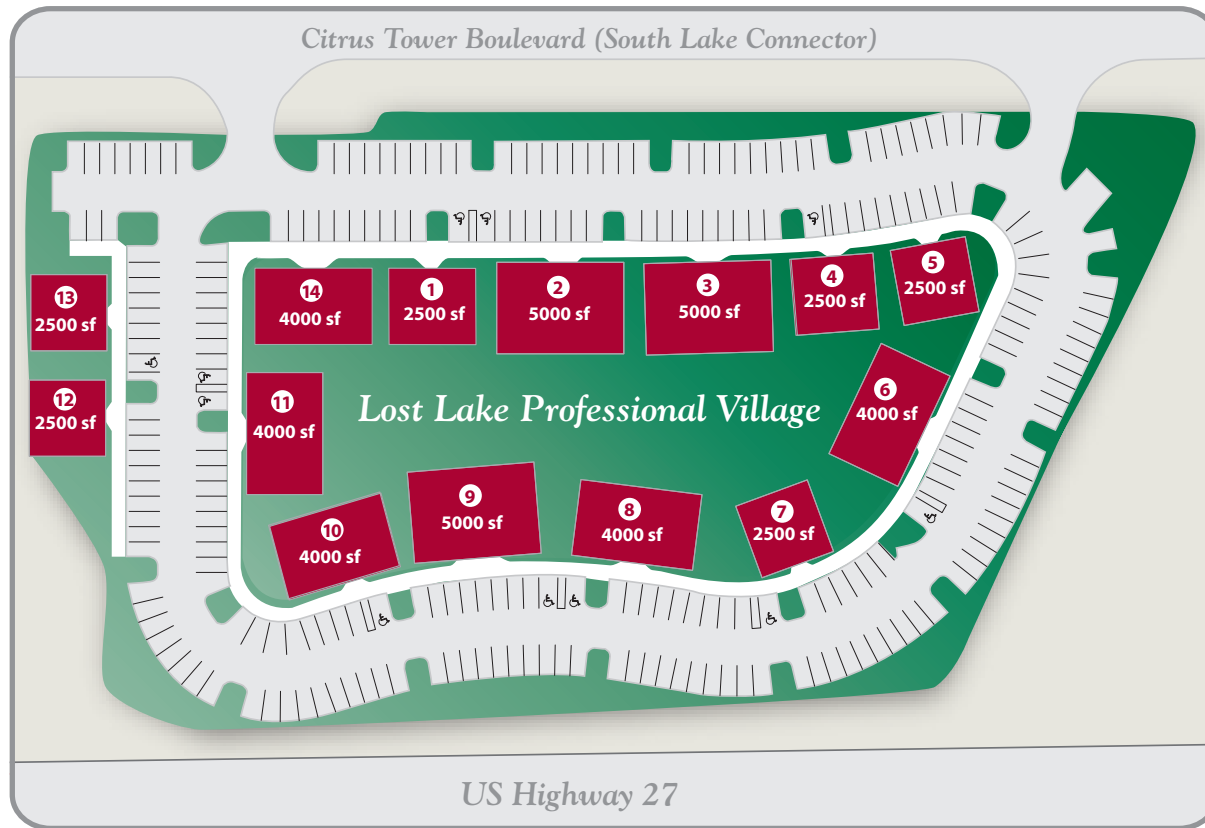 Citrus Tower Boulevard (South Lake Connector)
14
4000 sf
1
2500 sf
2
5000 sf
3
5000 sf
4
2500 sf
5
2500 sf
13
2500 sf
12
2500 sf
11
4000 sf
Lost Lake Professional Village
6
4000 sf
10
4000 sf
9
5000 sf
8
4000 sf
7
2500 sf
US Highway 27